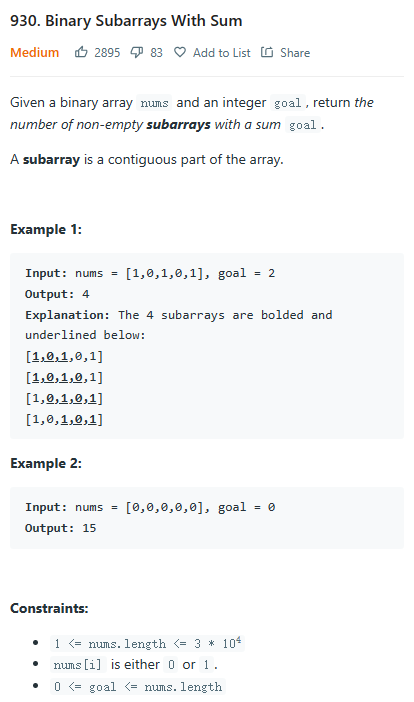 930. Binary Subarrays With Sum
Medium 2895 83 Add to List Share
Given a binary array nums and an integer goal, return the
number of non-empty subarrays with a sum goal.
A subarray is a contiguous part of the array.
Example 1:
Input: nums = [1,0,1,0,1], goal = 2
Output: 4
Explanation: The 4 subarrays are bolded and
underlined below:
[1,0,1,0,1]
[1,0,1,0,1]
[1,0,1,0,1]
[1,0,1,0,1]
Example 2:
Input: nums = [0,0,0,0,0], goal = 0
Output: 15
Constraints:
• 1 <= nums.length <= 3 * 10⁴
• nums[i] is either 0 or 1.
• 0 <= goal <= nums.length